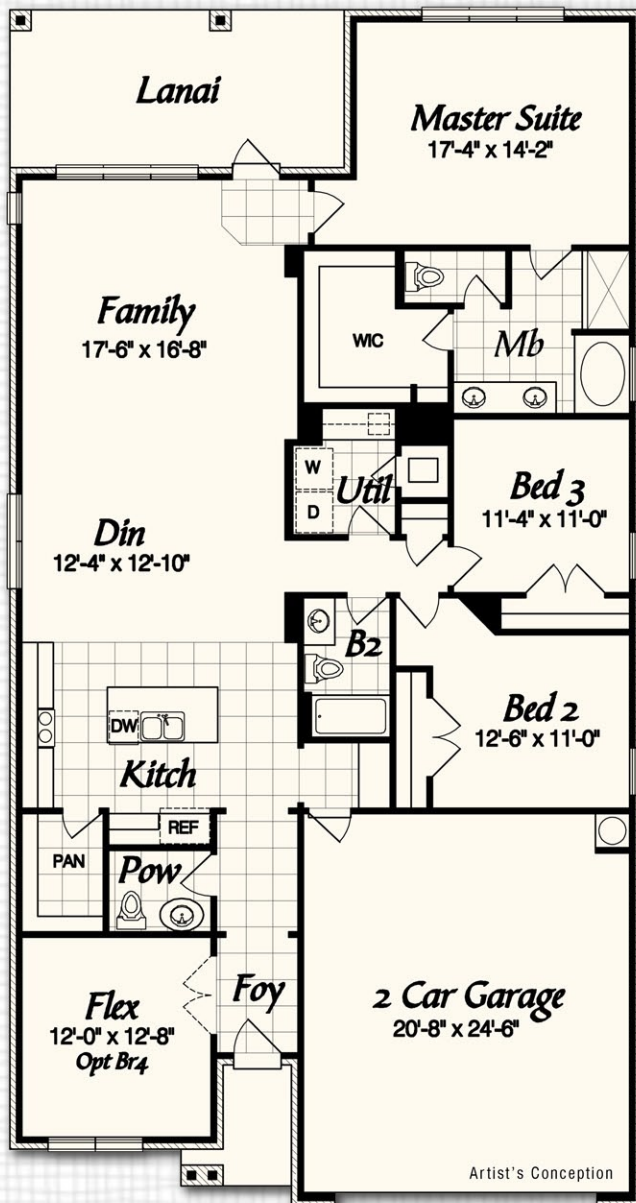 Lanai
Master Suite
17'-4" x 14'-2"
Family
17'-6" x 16'-8"
WIC
Mb
W
D
Util
Bed 3
11'-4" x 11'-0"
Din
12'-4" x 12'-10"
B2
Bed 2
12'-6" x 11'-0"
DW
Kitch
REF
PAN
Pow
Flex
12'-0" x 12'-8"
Opt Br4
Foy
2 Car Garage
20'-8" x 24'-6"
Artist's Conception